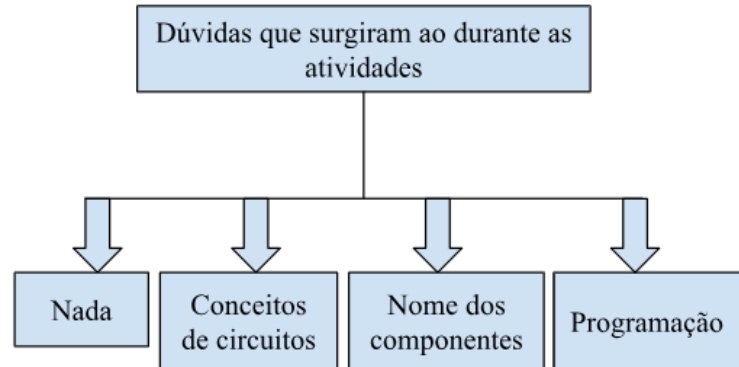 Dúvidas que surgiram ao durante as
atividades
Nada
Conceitos
de circuitos
Nome dos
componentes
Programação